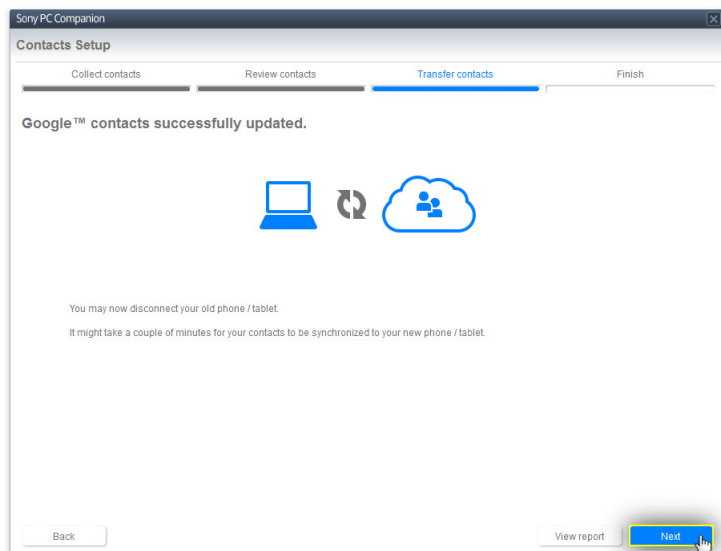 Sony PC Companion
Contacts Setup
Collect contacts
Review contacts
Transfer contacts
Finish
Google™ contacts successfully updated.
You may now disconnect your old phone / tablet.
It might take a couple of minutes for your contacts to be synchronized to your new phone / tablet.
Back
View report
Next